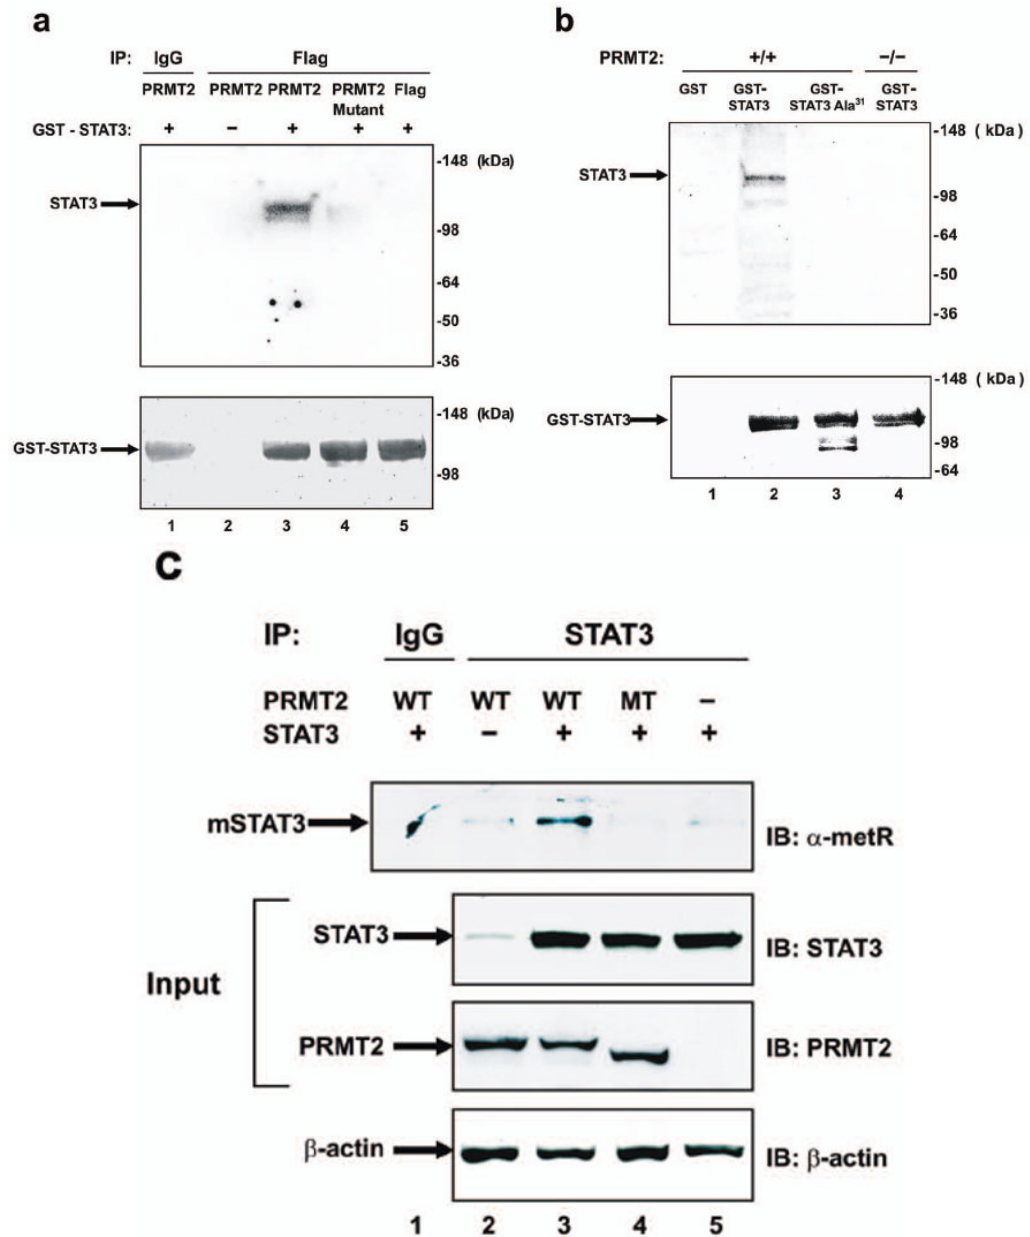 a
IP: IgG Flag
PRMT2 PRMT2 PRMT2 PRMT2 Mutant Flag
GST - STAT3: + – + + +
-148 (kDa)
STAT3
-98
-64
-50
-36
-148 (kDa)
GST-STAT3
-98
1 2 3 4 5
b
PRMT2: +/+ –/–
GST GST-STAT3 GST-STAT3 Ala³¹ GST-STAT3
-148 ( kDa )
STAT3
-98
-64
-50
-36
-148 ( kDa )
GST-STAT3
-98
-64
1 2 3 4
c
IP: IgG STAT3
PRMT2 WT WT WT MT –
STAT3 + – + + +
mSTAT3 IB: α-metR
STAT3 IB: STAT3
Input
PRMT2 IB: PRMT2
β-actin IB: β-actin
1 2 3 4 5